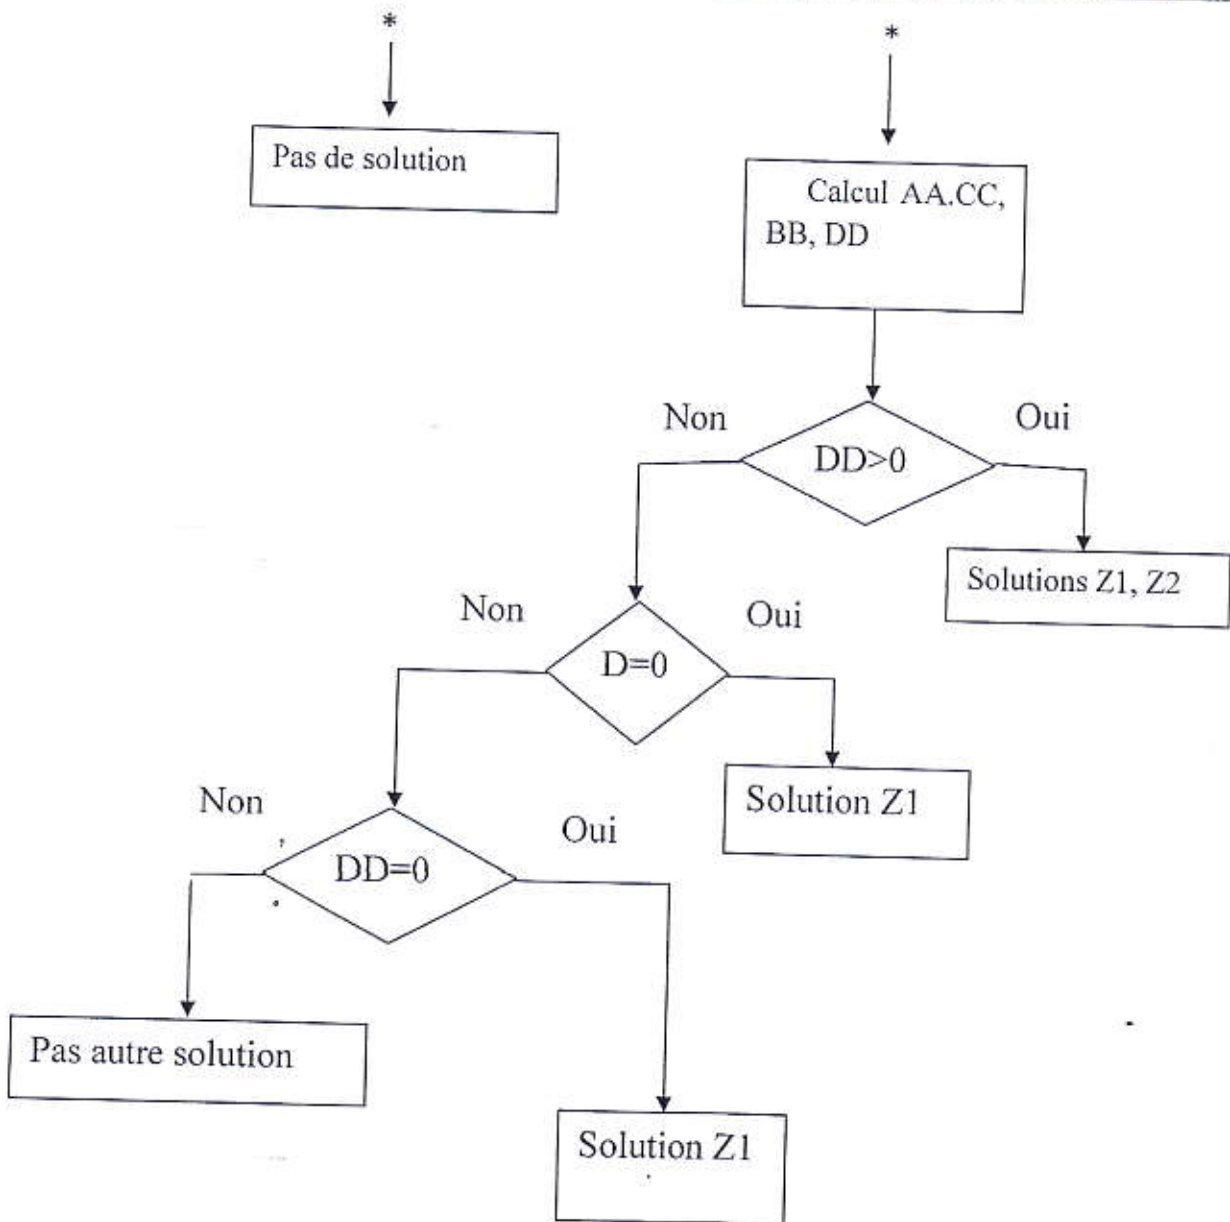 *
*
Pas de solution
Calcul AA.CC,
BB, DD
Non
Oui
DD>0
Solutions Z1, Z2
Non
Oui
D=0
Solution Z1
Non
Oui
DD=0
Pas autre solution
Solution Z1